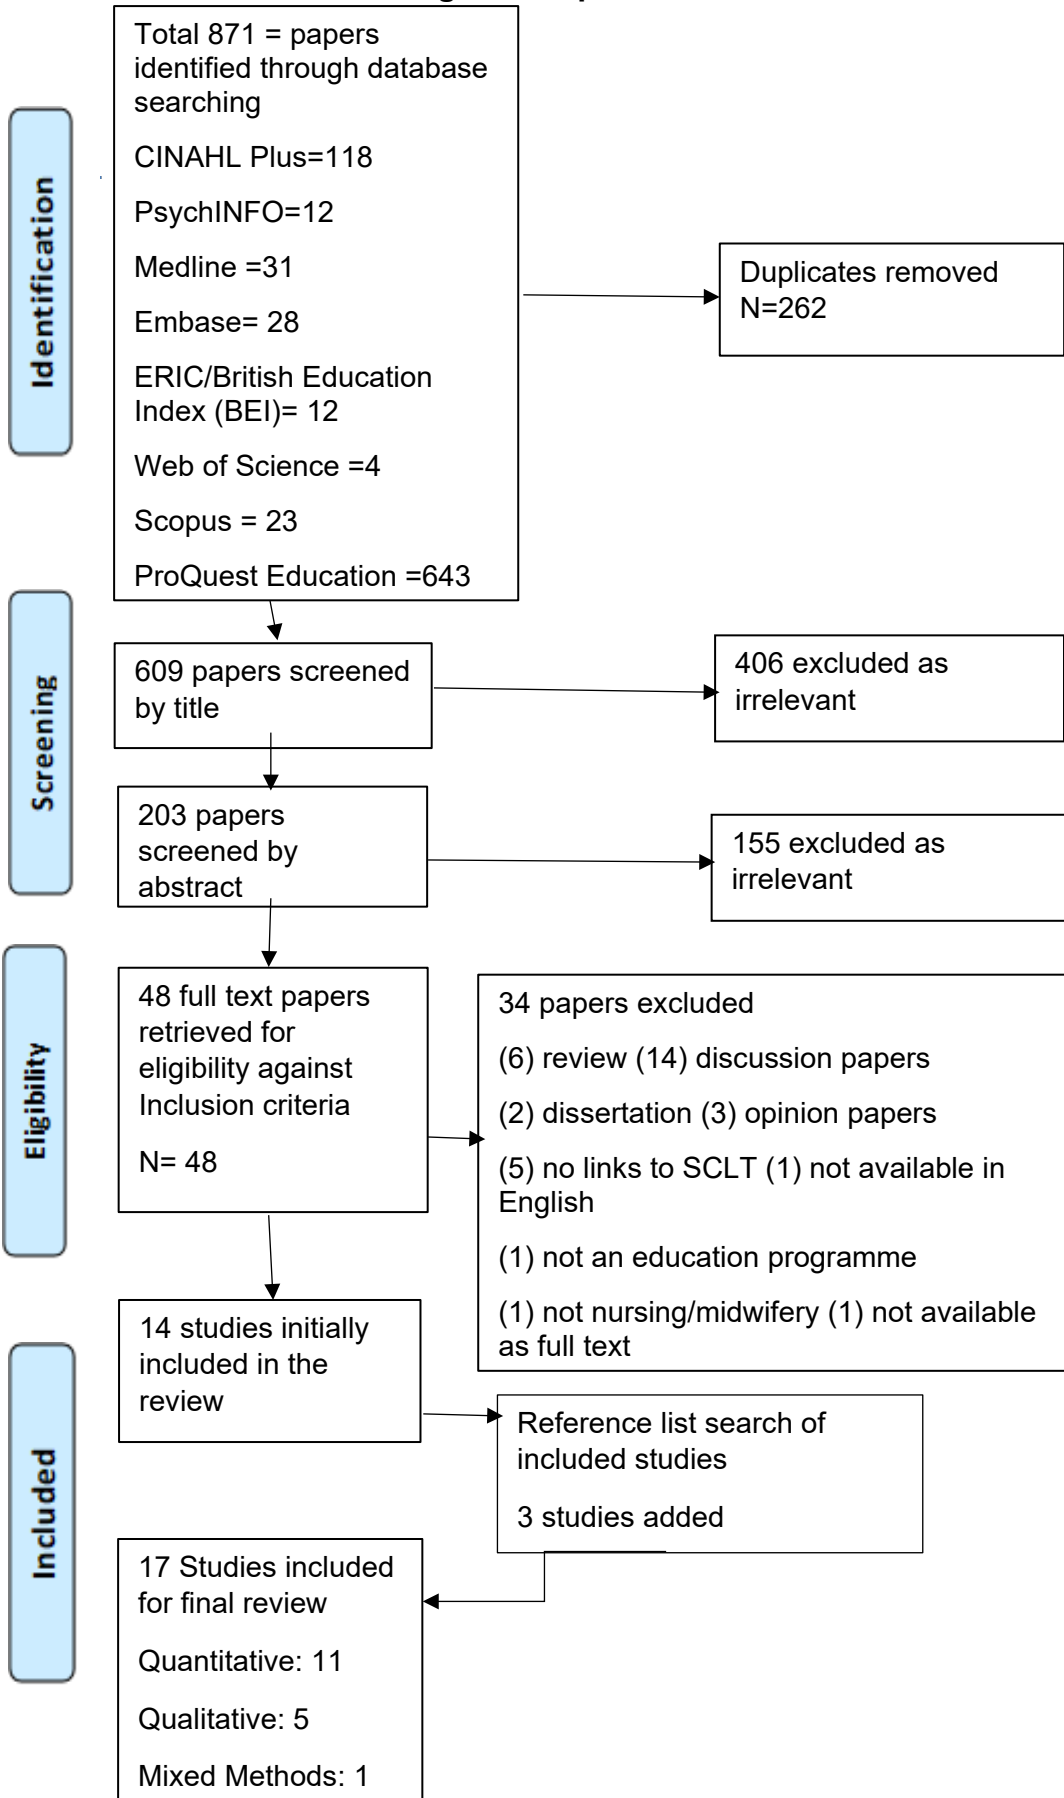 Total 871 = papers
identified through database
searching
CINAHL Plus=118
PsychINFO=12
Medline =31
Embase= 28
ERIC/British Education
Index (BEI)= 12
Web of Science =4
Scopus = 23
ProQuest Education =643
Identification
Duplicates removed
N=262
609 papers screened
by title
406 excluded as
irrelevant
Screening
203 papers
screened by
abstract
155 excluded as
irrelevant
Eligibility
48 full text papers
retrieved for
eligibility against
Inclusion criteria
N= 48
34 papers excluded
(6) review (14) discussion papers
(2) dissertation (3) opinion papers
(5) no links to SCLT (1) not available in
English
(1) not an education programme
(1) not nursing/midwifery (1) not available
as full text
14 studies initially
included in the
review
Reference list search of
included studies
3 studies added
Included
17 Studies included
for final review
Quantitative: 11
Qualitative: 5
Mixed Methods: 1